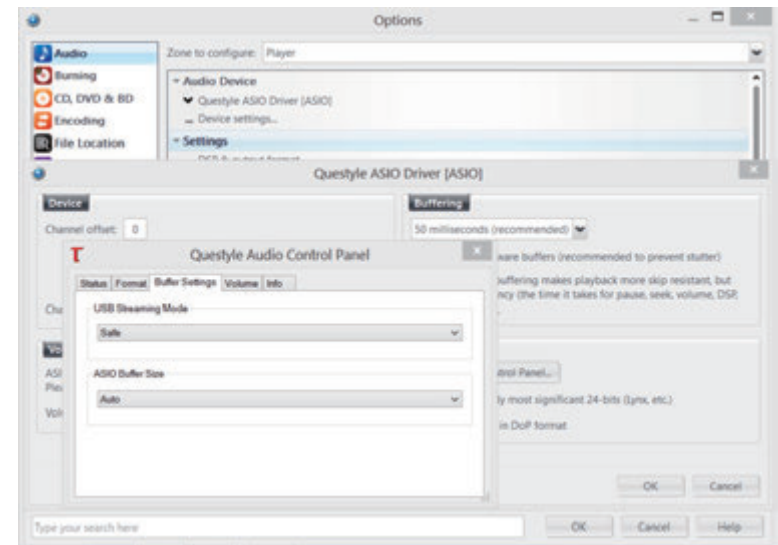 Options
Audio
Burning
CD, DVD & BD
Encoding
File Location
Zone to configure: Player
Audio Device
Questyle ASIO Driver [ASIO]
Device settings...
Settings
Questyle ASIO Driver [ASIO]
Device
Channel offset: 0
Buffering
50 milliseconds (recommended)
ware buffers (recommended to prevent stutter)
uffering makes playback more skip resistant, but
ncy (the time it takes for pause, seek, volume, DSP,
Questyle Audio Control Panel
Status Format Buffer Settings Volume Info
USB Streaming Mode
Safe
ASIO Buffer Size
Auto
ntrol Panel...
ly most significant 24-bits (Lynx, etc.)
in DoP format
OK Cancel
Type your search here
OK Cancel Help